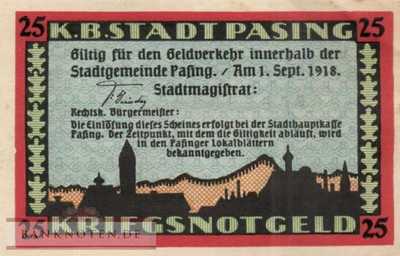 25 K.B. STADT PASING 25
Giltig für den Geldverkehr innerhalb der
Stadtgemeinde Pasing. / Am 1. Sept. 1918.
Stadtmagistrat:
Rechtsk. Bürgermeister:
Die Einlösung dieses Scheines erfolgt bei der Stadthauptkasse
Pasing. Der Zeitpunkt, mit dem die Giltigkeit abläuft, wird
in den Pasinger Lokalblättern
bekanntgegeben.
25 KRIEGSNOTGELD 25
BANKNOTEN.DE